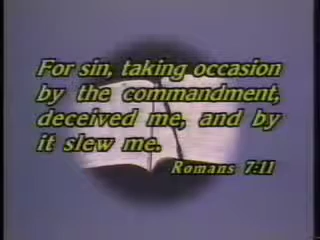 For sin, taking occasion
by the commandment,
deceived me, and by
it slew me.
Romans 7:11